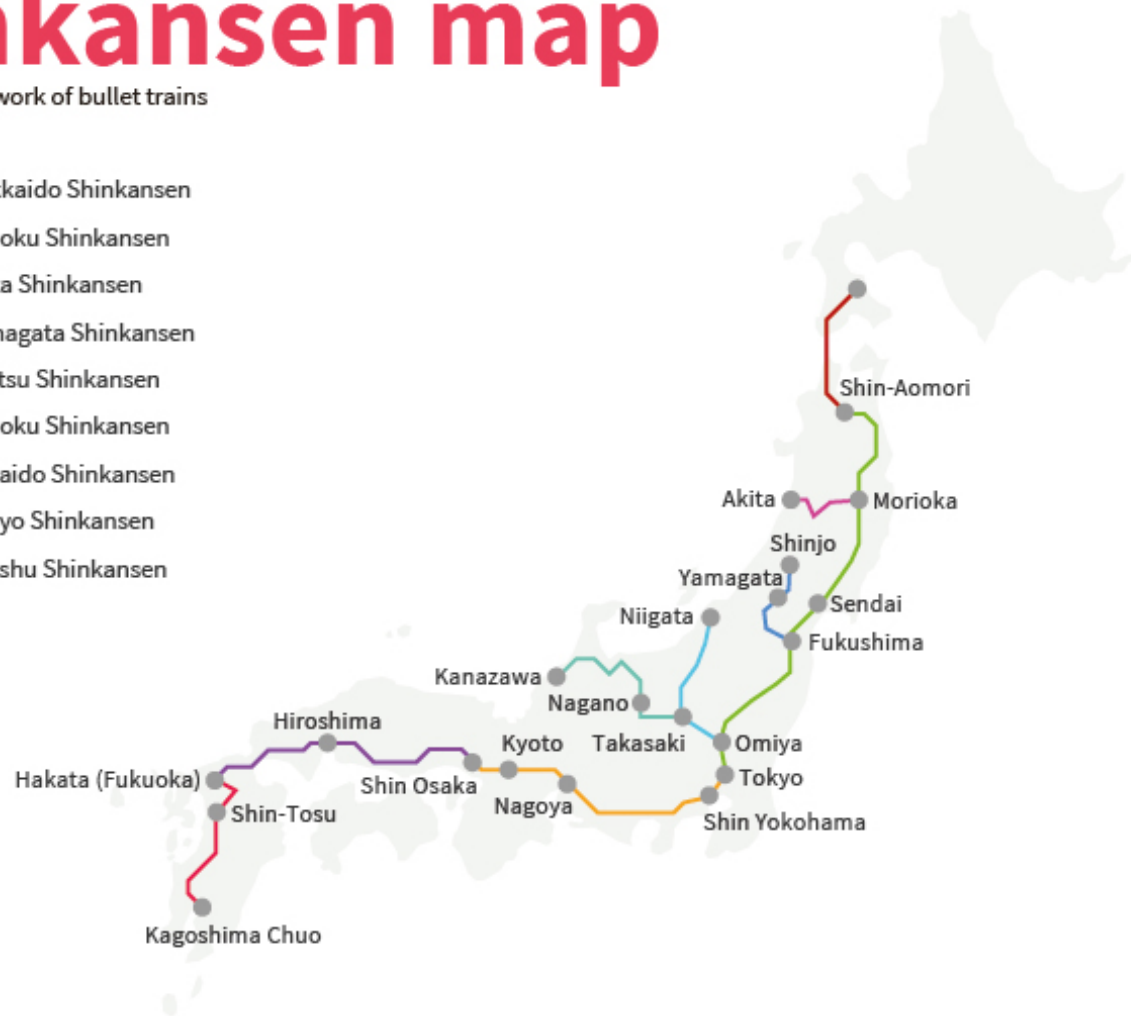 nkansen map
work of bullet trains
kaido Shinkansen
oku Shinkansen
a Shinkansen
nagata Shinkansen
tsu Shinkansen
oku Shinkansen
aido Shinkansen
yo Shinkansen
shu Shinkansen
Shin-Aomori
Akita
Morioka
Shinjo
Yamagata
Sendai
Niigata
Fukushima
Kanazawa
Nagano
Hiroshima
Kyoto
Takasaki
Omiya
Hakata (Fukuoka)
Shin Osaka
Tokyo
Nagoya
Shin-Tosu
Shin Yokohama
Kagoshima Chuo